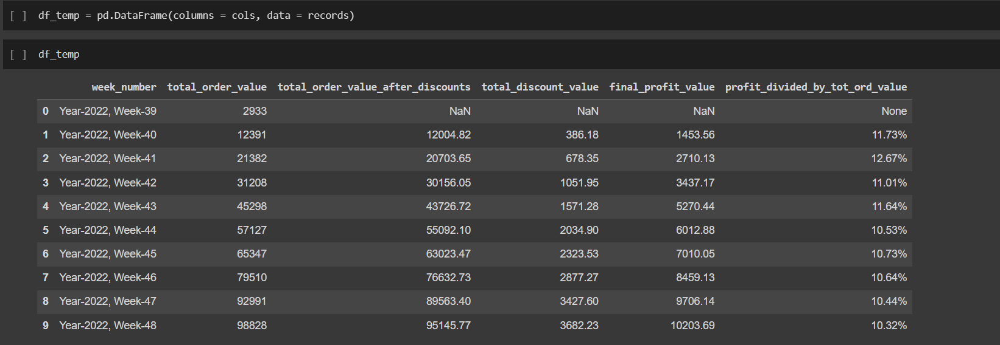 [ ] df_temp = pd.DataFrame(columns = cols, data = records)
[ ] df_temp
week_number total_order_value total_order_value_after_discounts total_discount_value final_profit_value profit_divided_by_tot_ord_value
0 Year-2022, Week-39 2933 NaN NaN NaN None
1 Year-2022, Week-40 12391 12004.82 386.18 1453.56 11.73%
2 Year-2022, Week-41 21382 20703.65 678.35 2710.13 12.67%
3 Year-2022, Week-42 31208 30156.05 1051.95 3437.17 11.01%
4 Year-2022, Week-43 45298 43726.72 1571.28 5270.44 11.64%
5 Year-2022, Week-44 57127 55092.10 2034.90 6012.88 10.53%
6 Year-2022, Week-45 65347 63023.47 2323.53 7010.05 10.73%
7 Year-2022, Week-46 79510 76632.73 2877.27 8459.13 10.64%
8 Year-2022, Week-47 92991 89563.40 3427.60 9706.14 10.44%
9 Year-2022, Week-48 98828 95145.77 3682.23 10203.69 10.32%